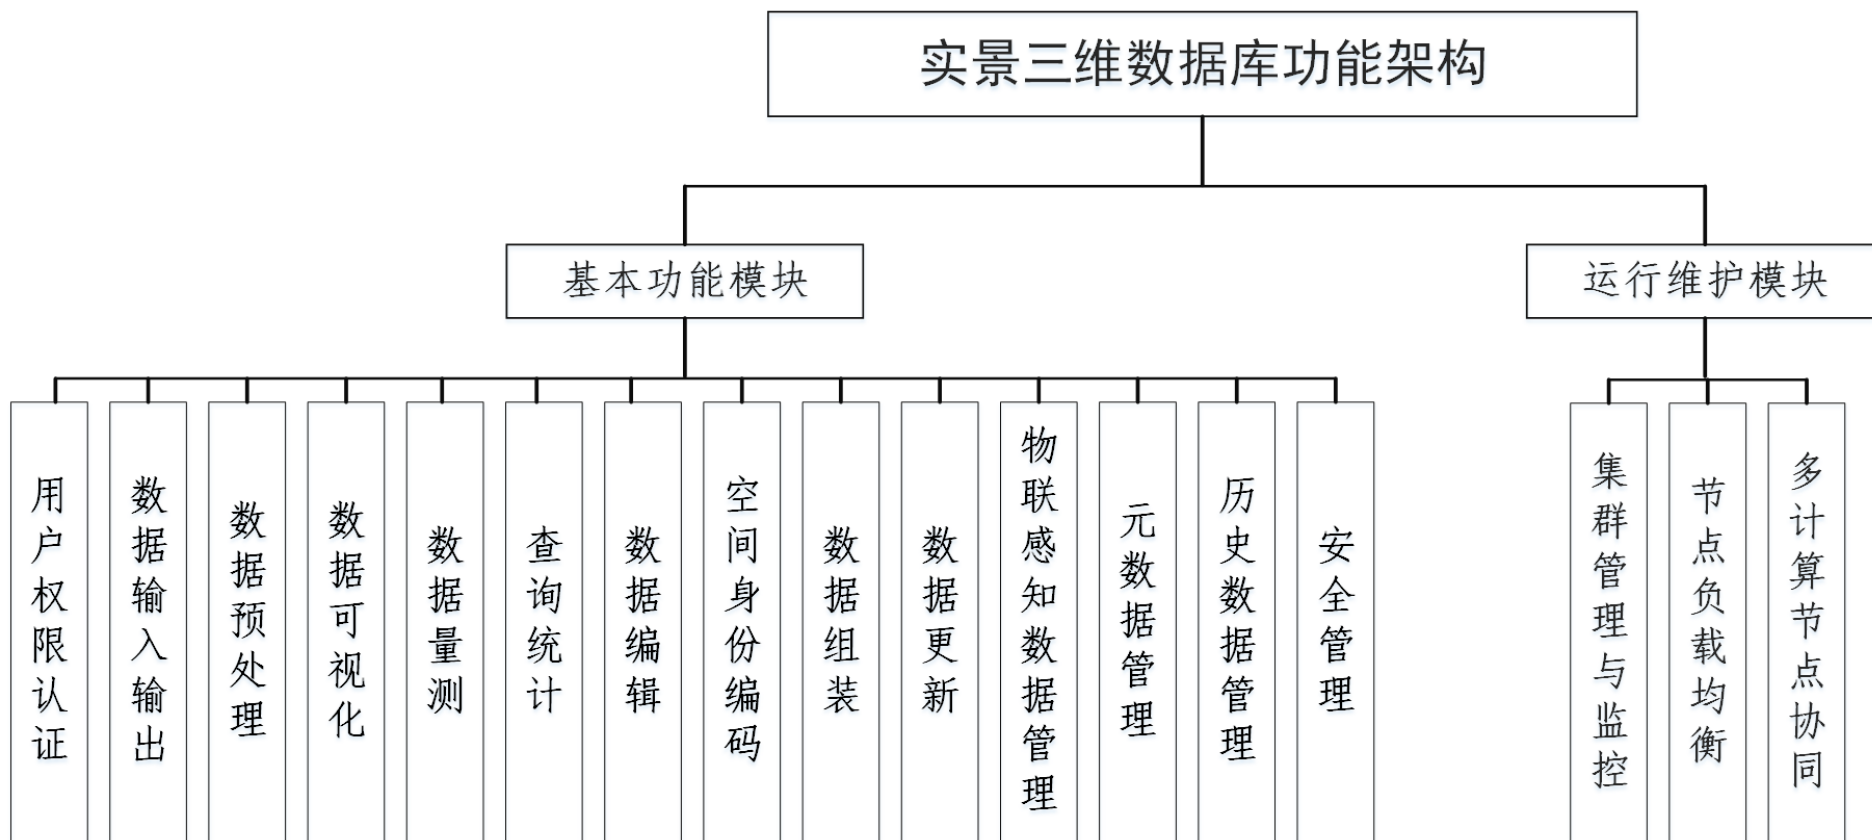 实景三维数据库功能架构
基本功能模块
运行维护模块
用户权限认证
数据输入输出
数据预处理
数据可视化
数据量测
查询统计
数据编辑
空间身份编码
数据组装
数据更新
物联感知数据管理
元数据管理
历史数据管理
安全管理
集群管理与监控
节点负载均衡
多计算节点协同